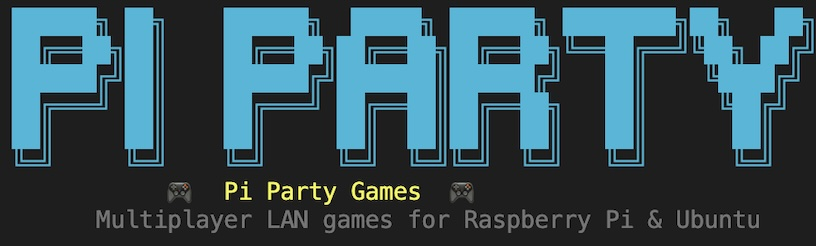 PI PARTY
Pi Party Games
Multiplayer LAN games for Raspberry Pi & Ubuntu